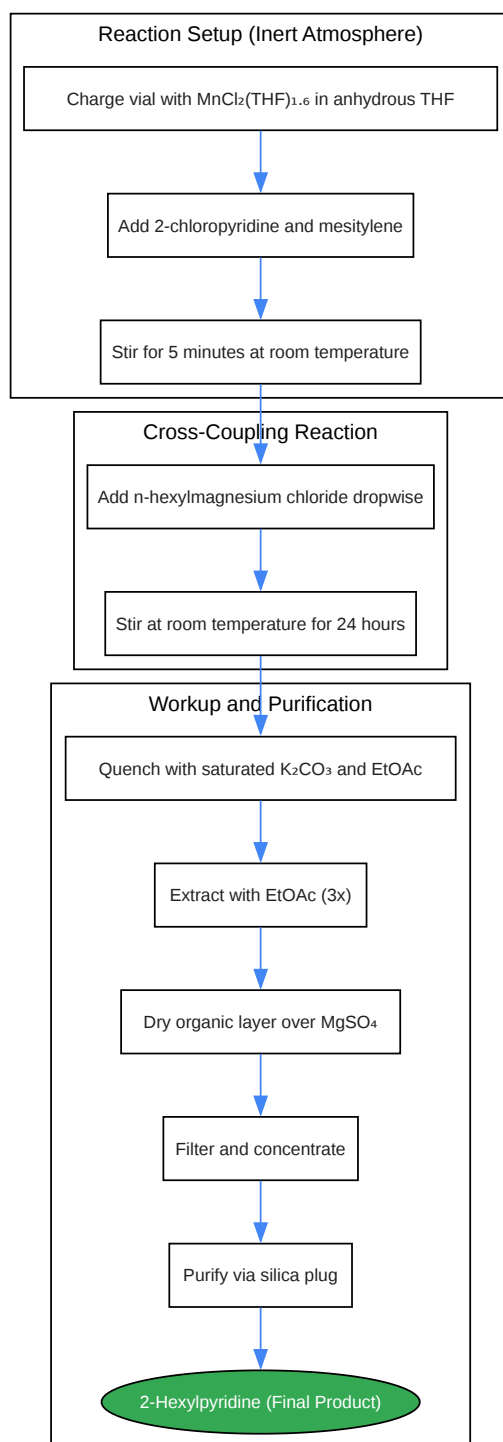 Reaction Setup (Inert Atmosphere)
Charge vial with MnCl₂(THF)₁.₆ in anhydrous THF
Add 2-chloropyridine and mesitylene
Stir for 5 minutes at room temperature
Cross-Coupling Reaction
Add n-hexylmagnesium chloride dropwise
Stir at room temperature for 24 hours
Workup and Purification
Quench with saturated K₂CO₃ and EtOAc
Extract with EtOAc (3x)
Dry organic layer over MgSO₄
Filter and concentrate
Purify via silica plug
2-Hexylpyridine (Final Product)